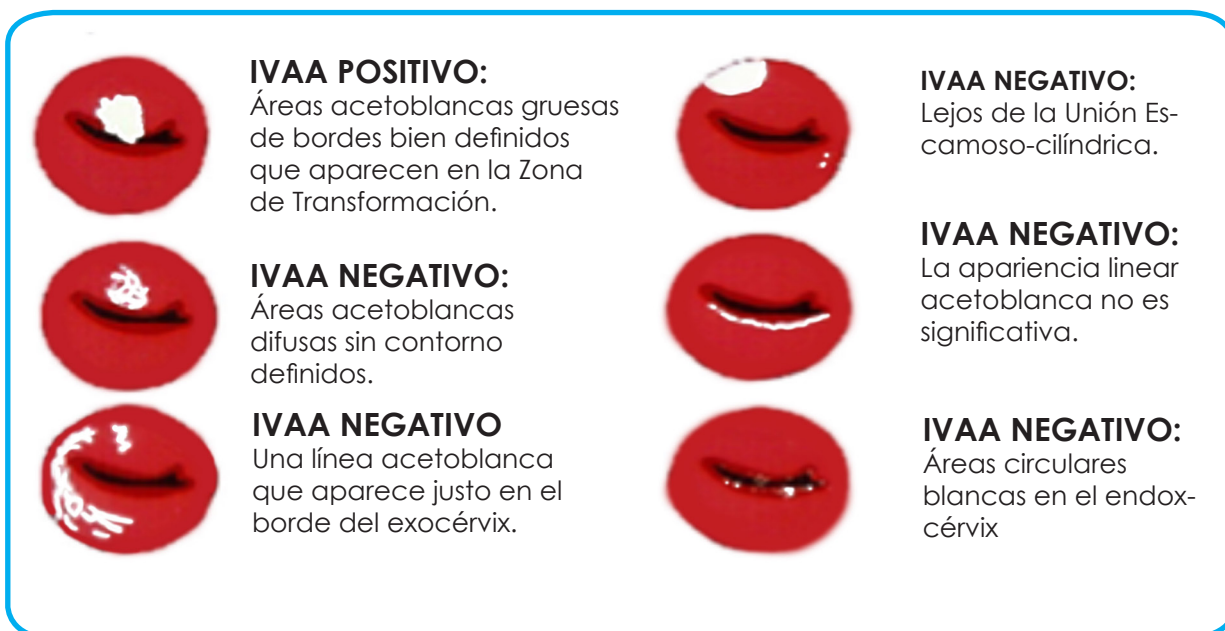 IVAA POSITIVO:
Áreas acetoblancas gruesas
de bordes bien definidos
que aparecen en la Zona
de Transformación.
IVAA NEGATIVO:
Áreas acetoblancas
difusas sin contorno
definidos.
IVAA NEGATIVO
Una línea acetoblanca
que aparece justo en el
borde del exocérvix.
IVAA NEGATIVO:
Lejos de la Unión Es-
camoso-cilíndrica.
IVAA NEGATIVO:
La apariencia linear
acetoblanca no es
significativa.
IVAA NEGATIVO:
Áreas circulares
blancas en el endox-
cérvix